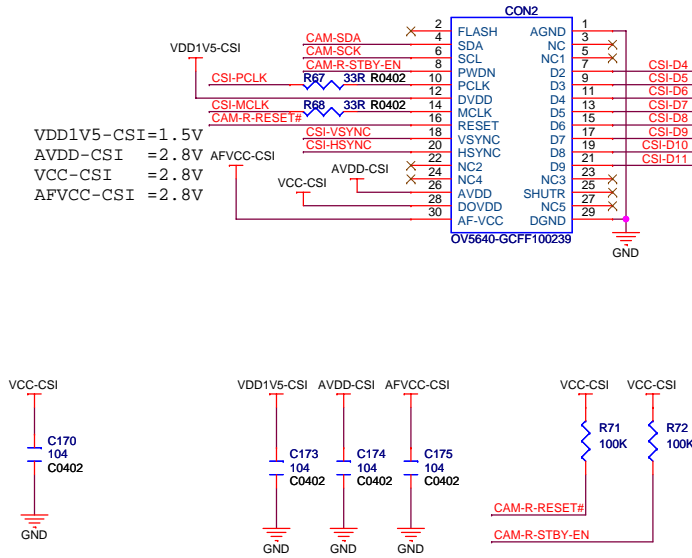 CON2
2 FLASH AGND 1
CAM-SDA 4 SDA NC 3
CAM-SCK 6 SCL NC1 5
CAM-R-STBY-EN 8 PWDN D2 7 CSI-D4
CSI-PCLK R67 33R R0402 10 PCLK D3 9 CSI-D5
VDD1V5-CSI 12 DVDD D4 11 CSI-D6
CSI-MCLK R68 33R R0402 14 MCLK D5 13 CSI-D7
CAM-R-RESET# 16 RESET D6 15 CSI-D8
CSI-VSYNC 18 VSYNC D7 17 CSI-D9
CSI-HSYNC 20 HSYNC D8 19 CSI-D10
22 NC2 D9 21 CSI-D11
24 NC4 NC3 23
AVDD-CSI 26 AVDD SHUTR 25
VCC-CSI 28 DOVDD NC5 27
AFVCC-CSI 30 AF-VCC DGND 29
OV5640-GCFF100239
GND
VDD1V5-CSI=1.5V
AVDD-CSI =2.8V
VCC-CSI =2.8V
AFVCC-CSI =2.8V
VCC-CSI
C170
104
C0402
GND
VDD1V5-CSI
C173
104
C0402
GND
AVDD-CSI
C174
104
C0402
GND
AFVCC-CSI
C175
104
C0402
GND
VCC-CSI
R71
100K
CAM-R-RESET#
VCC-CSI
R72
100K
CAM-R-STBY-EN